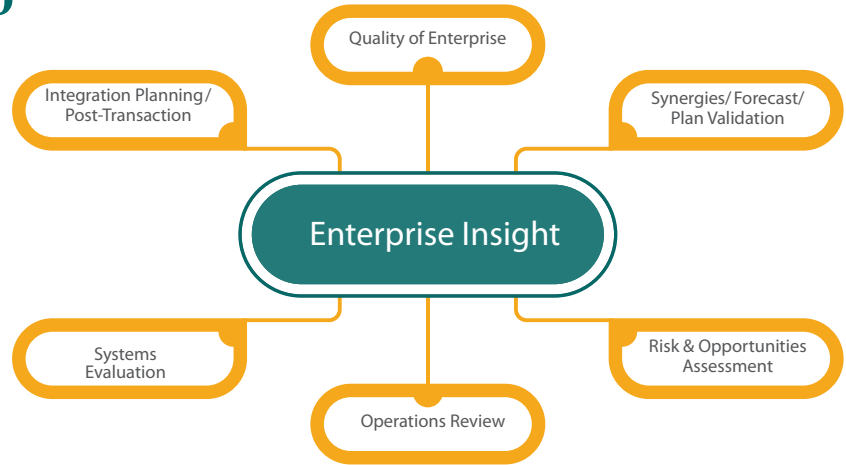 Quality of Enterprise
Integration Planning/
Post-Transaction
Synergies/Forecast/
Plan Validation
Enterprise Insight
Systems
Evaluation
Risk & Opportunities
Assessment
Operations Review